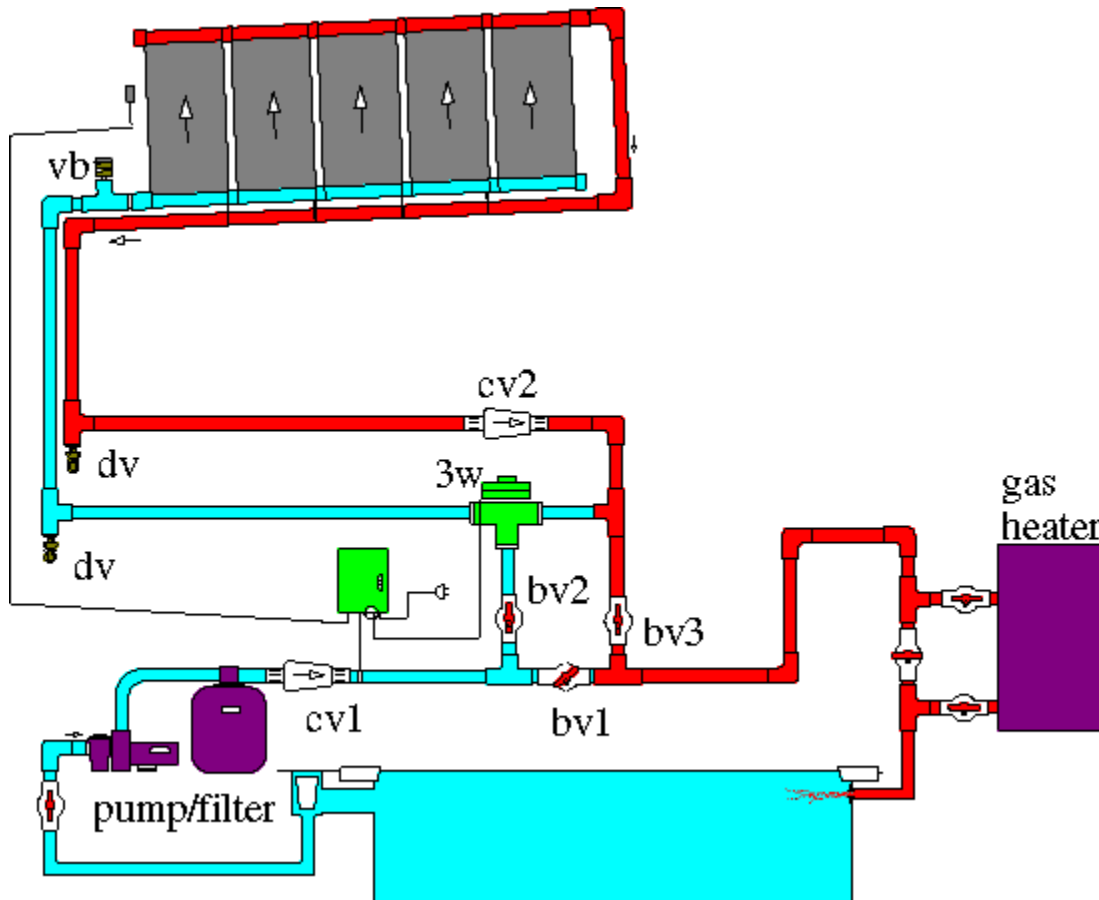 vb
cv2
dv
3w
gas
heater
dv
bv2
bv3
cv1
bv1
pump/filter